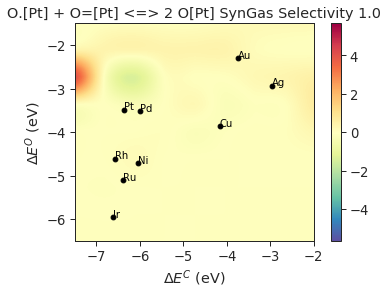 O.[Pt] + O=[Pt] <=> 2 O[Pt] SynGas Selectivity 1.0
−2
−3
−4
−5
−6
ΔE^O (eV)
Au
Ag
Pt
Pd
Cu
Rh
Ni
Ru
Ir
−7
−6
−5
−4
−3
−2
ΔE^C (eV)
4
2
0
−2
−4